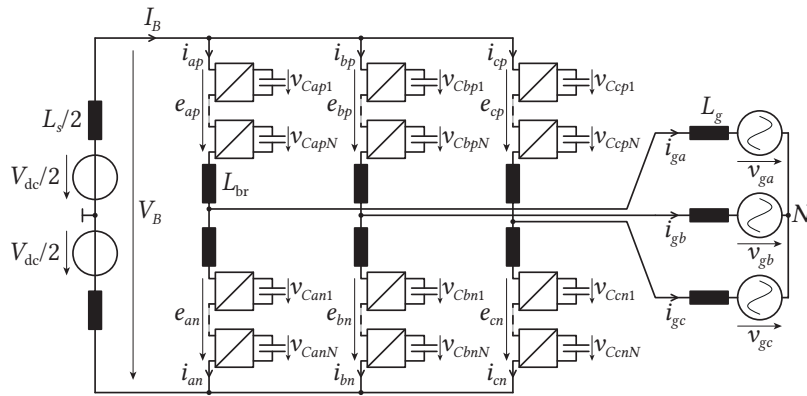 I_B
i_ap i_bp i_cp
v_Cap1 v_Cbp1 v_Ccp1
e_ap e_bp e_cp
L_s/2
v_CapN v_CbpN v_CcpN
L_g
V_dc/2
L_br
i_ga
v_ga
V_B
N
V_dc/2
i_gb
v_gb
v_Can1 v_Cbn1 v_Ccn1
e_an e_bn e_cn
i_gc
v_gc
v_CanN v_CbnN v_CcnN
i_an i_bn i_cn